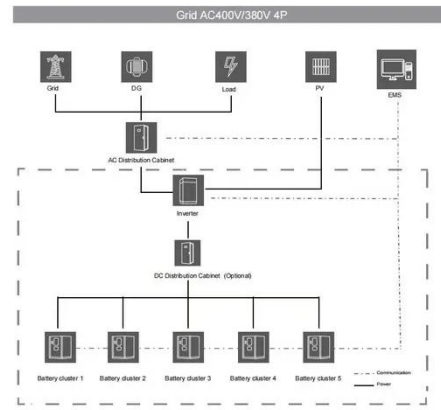 Grid AC400V/380V 4P
Grid
DG
Load
PV
EMS
AC Distribution Cabinet
Inverter
DC Distribution Cabinet (Optional)
Battery cluster 1
Battery cluster 2
Battery cluster 3
Battery cluster 4
Battery cluster 5
Communication
Power